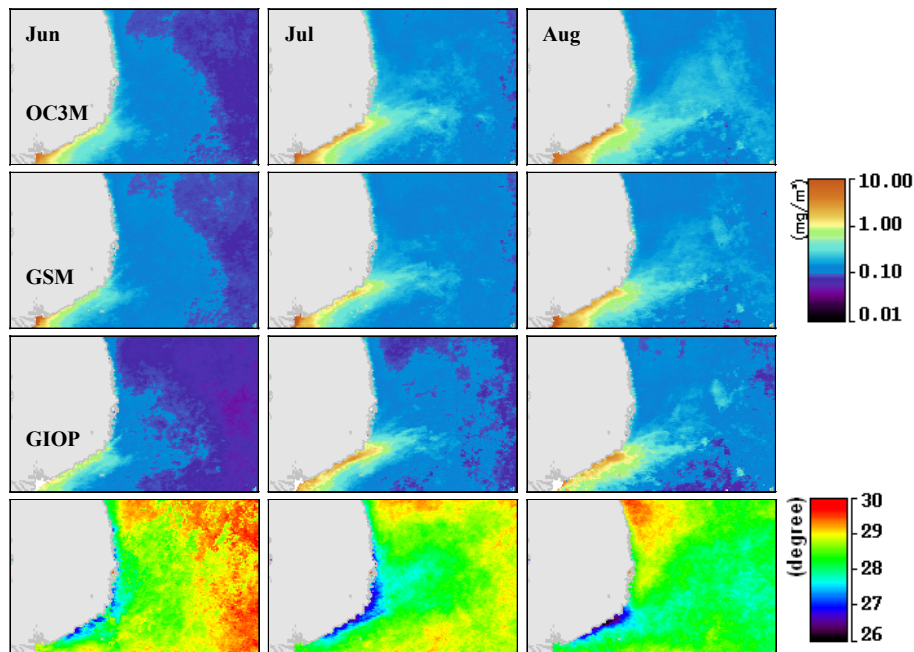 Jun
Jul
Aug
OC3M
GSM
GIOP
10.00
1.00
0.10
0.01
(mg/m³)
30
29
28
27
26
(degree)